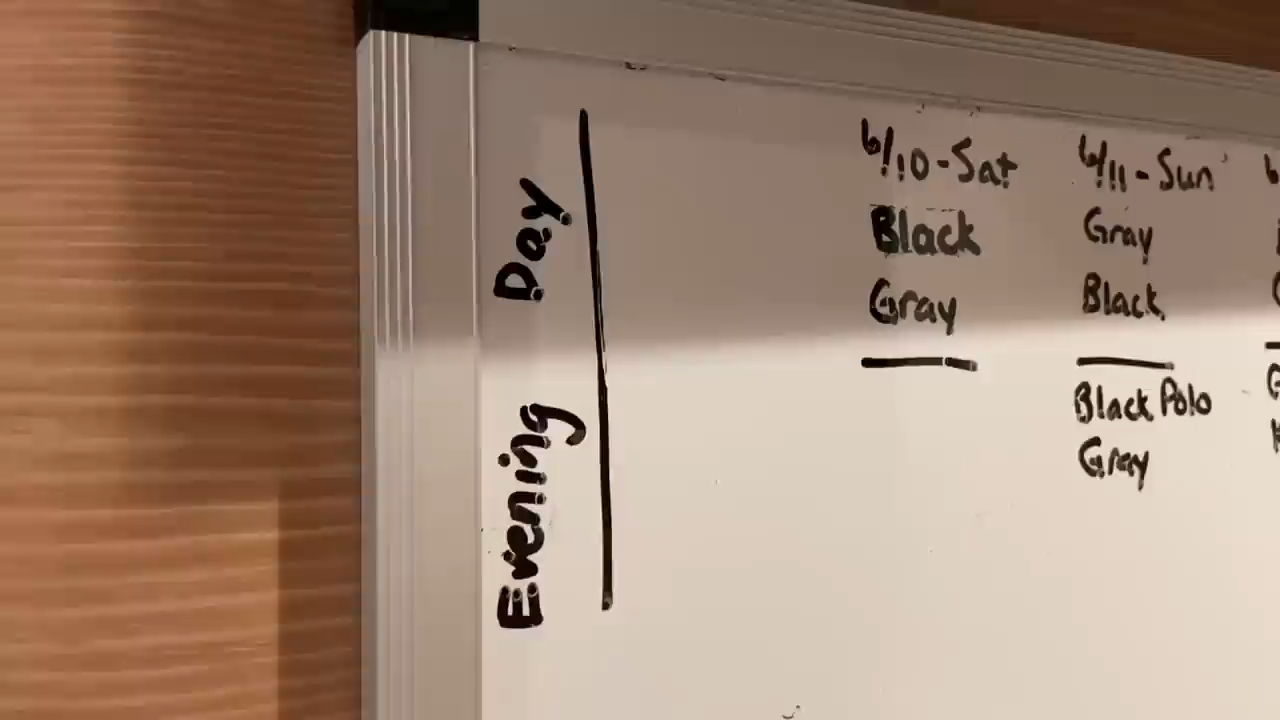 Day
Evening
6/10-Sat
Black
Gray
6/11-Sun
Gray
Black
Black Polo
Gray